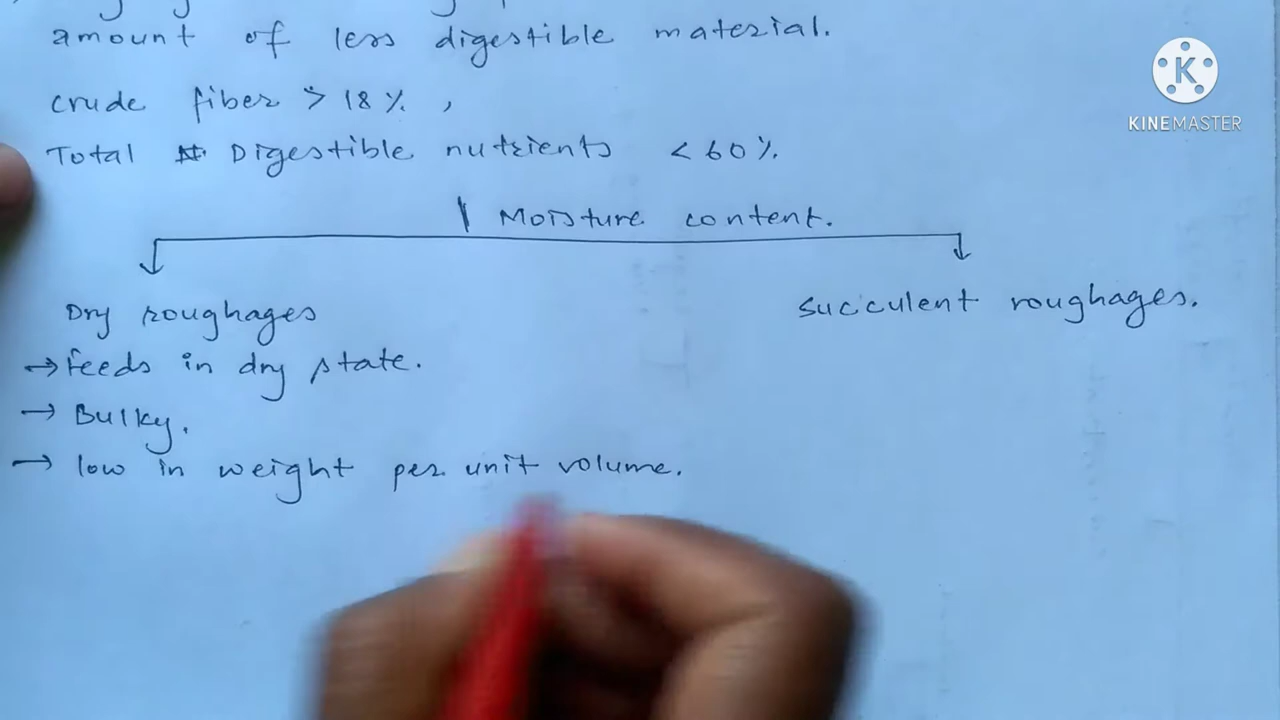 amount of less digestible material.
crude fiber > 18%,
Total Digestible nutrients < 60%
Moisture content.
Dry roughages
succulent roughages.
→ Feeds in dry state.
→ Bulky.
→ low in weight per unit volume.
K
KINEMASTER